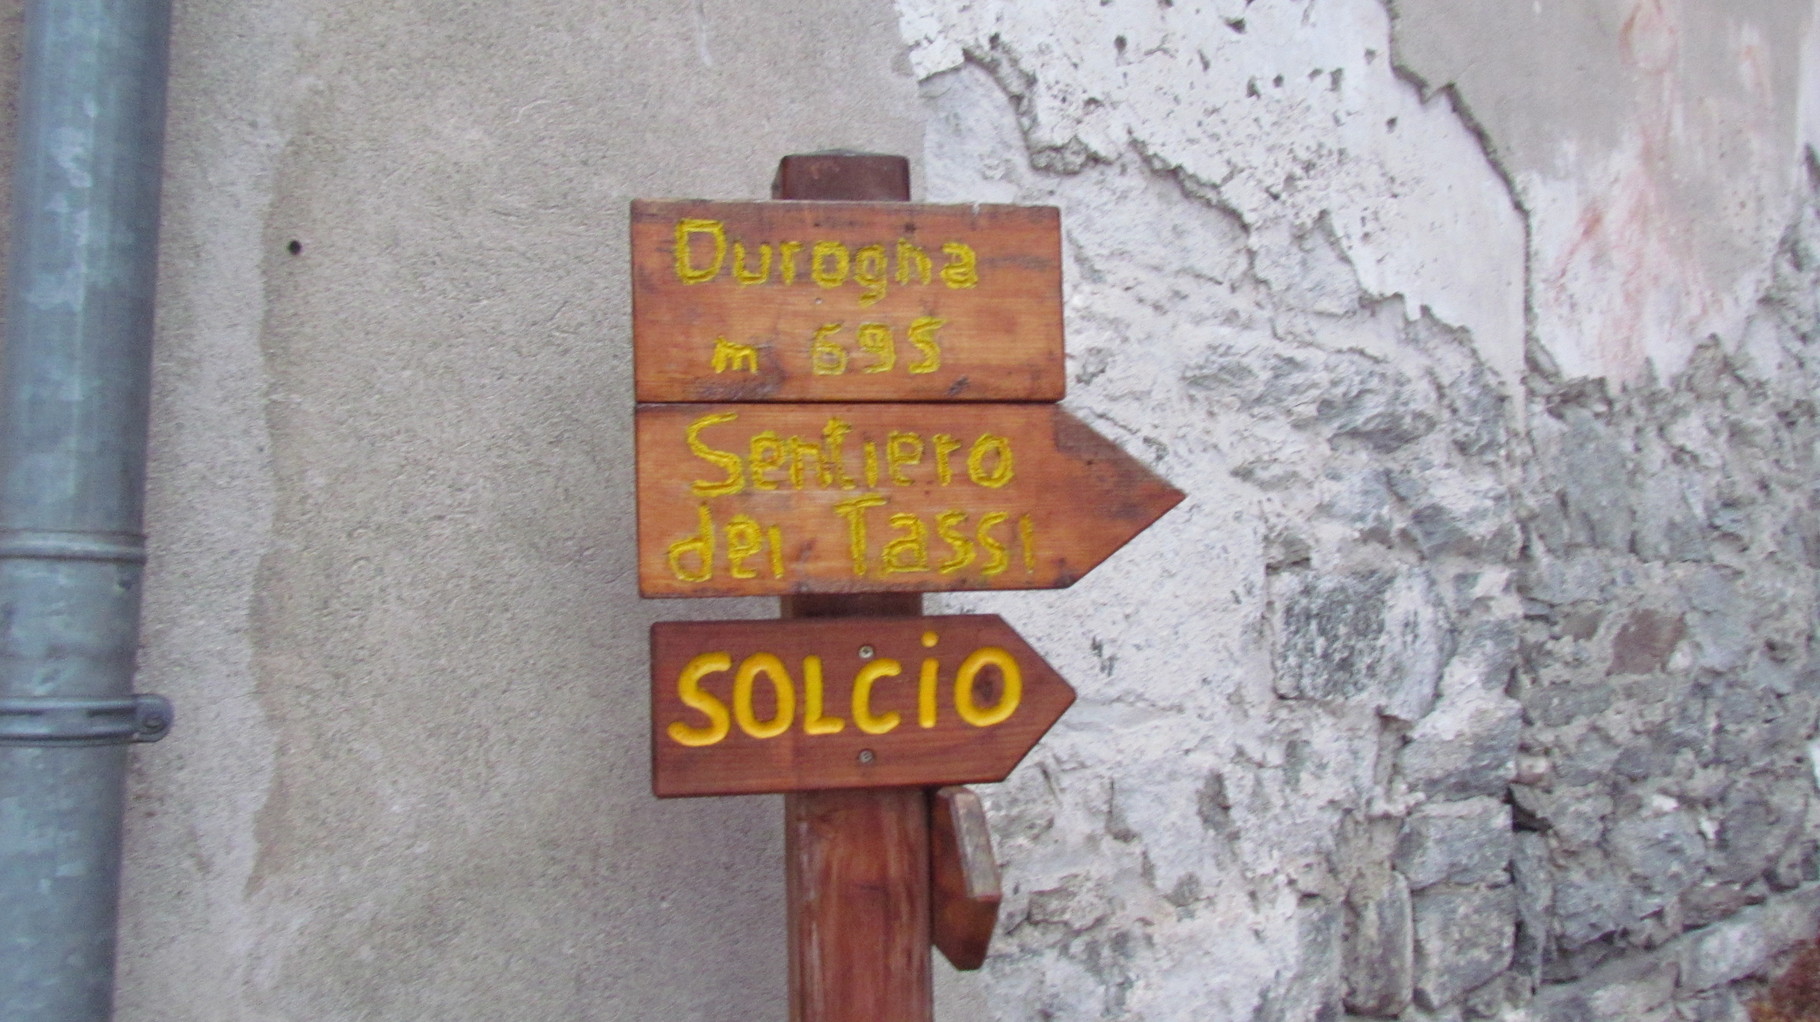 Durogna
m 695
Sentiero
dei Tassi
SOLCiO